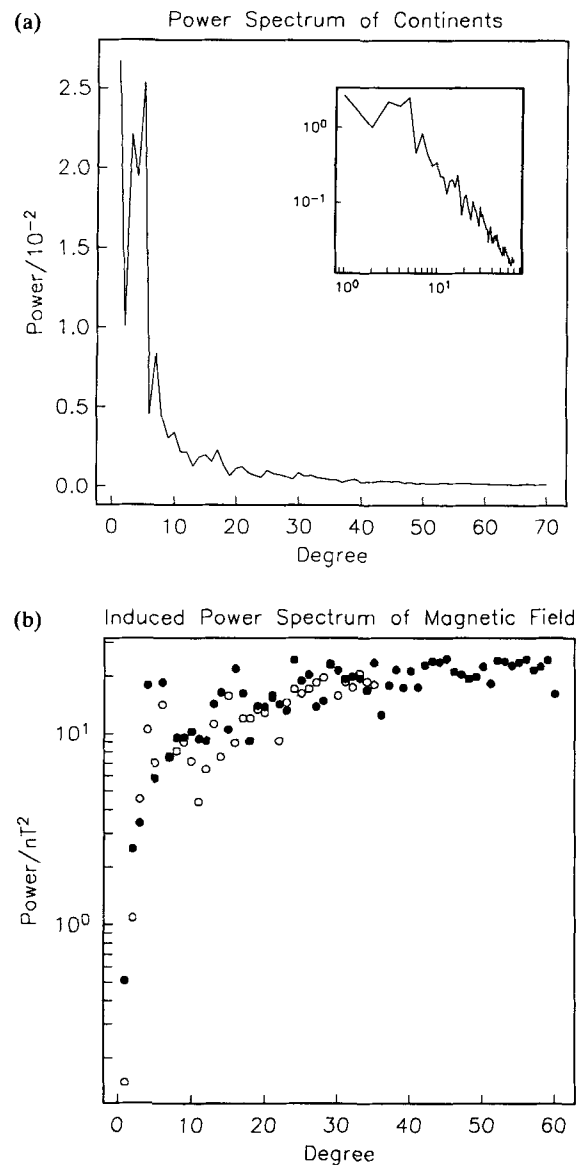 (a) Power Spectrum of Continents
2.5
2.0
1.5
1.0
0.5
0.0
Power/10⁻²
10⁰
10⁻¹
10⁰ 10¹
0 10 20 30 40 50 60 70
Degree
(b) Induced Power Spectrum of Magnetic Field
10¹
10⁰
Power/nT²
0 10 20 30 40 50 60
Degree